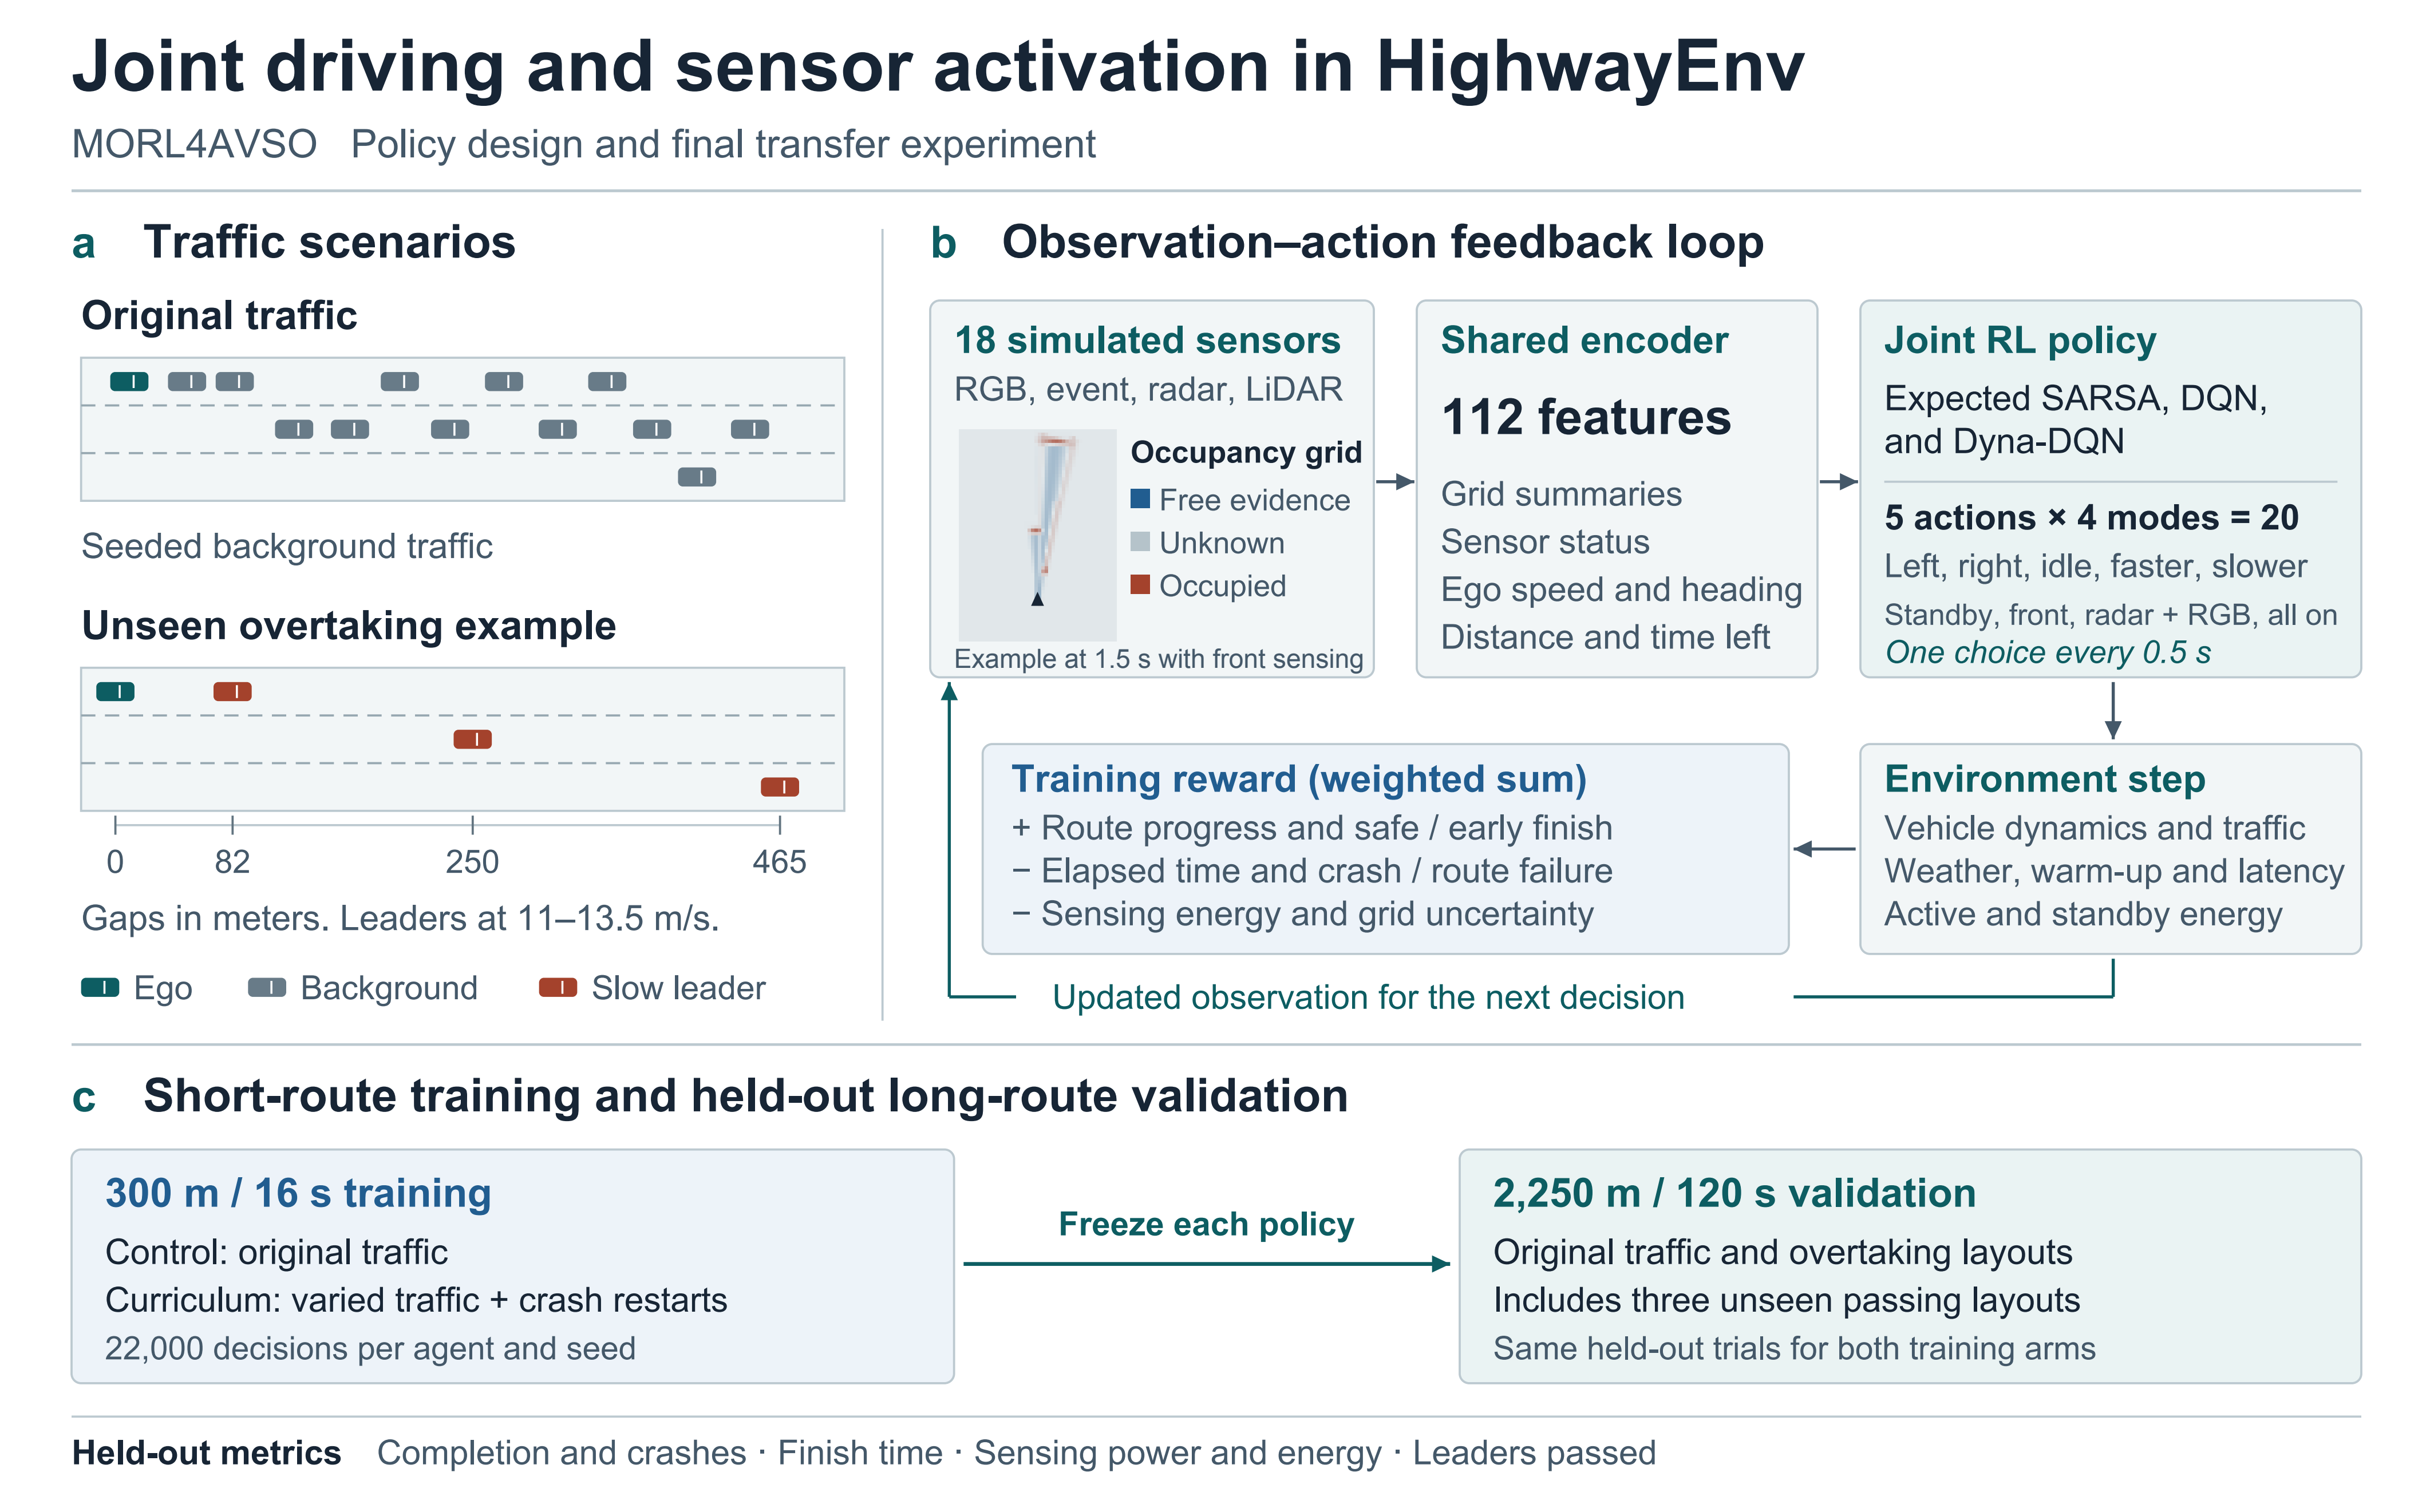 Joint driving and sensor activation in HighwayEnv
MORL4AVSO Policy design and final transfer experiment
a Traffic scenarios
Original traffic
Seeded background traffic
Unseen overtaking example
0 82 250 465
Gaps in meters. Leaders at 11–13.5 m/s.
Ego Background Slow leader
b Observation–action feedback loop
18 simulated sensors
RGB, event, radar, LiDAR
Occupancy grid
Free evidence
Unknown
Occupied
Example at 1.5 s with front sensing
Shared encoder
112 features
Grid summaries
Sensor status
Ego speed and heading
Distance and time left
Joint RL policy
Expected SARSA, DQN,
and Dyna-DQN
5 actions × 4 modes = 20
Left, right, idle, faster, slower
Standby, front, radar + RGB, all on
One choice every 0.5 s
Training reward (weighted sum)
+ Route progress and safe / early finish
− Elapsed time and crash / route failure
− Sensing energy and grid uncertainty
Environment step
Vehicle dynamics and traffic
Weather, warm-up and latency
Active and standby energy
Updated observation for the next decision
c Short-route training and held-out long-route validation
300 m / 16 s training
Control: original traffic
Curriculum: varied traffic + crash restarts
22,000 decisions per agent and seed
Freeze each policy
2,250 m / 120 s validation
Original traffic and overtaking layouts
Includes three unseen passing layouts
Same held-out trials for both training arms
Held-out metrics Completion and crashes · Finish time · Sensing power and energy · Leaders passed